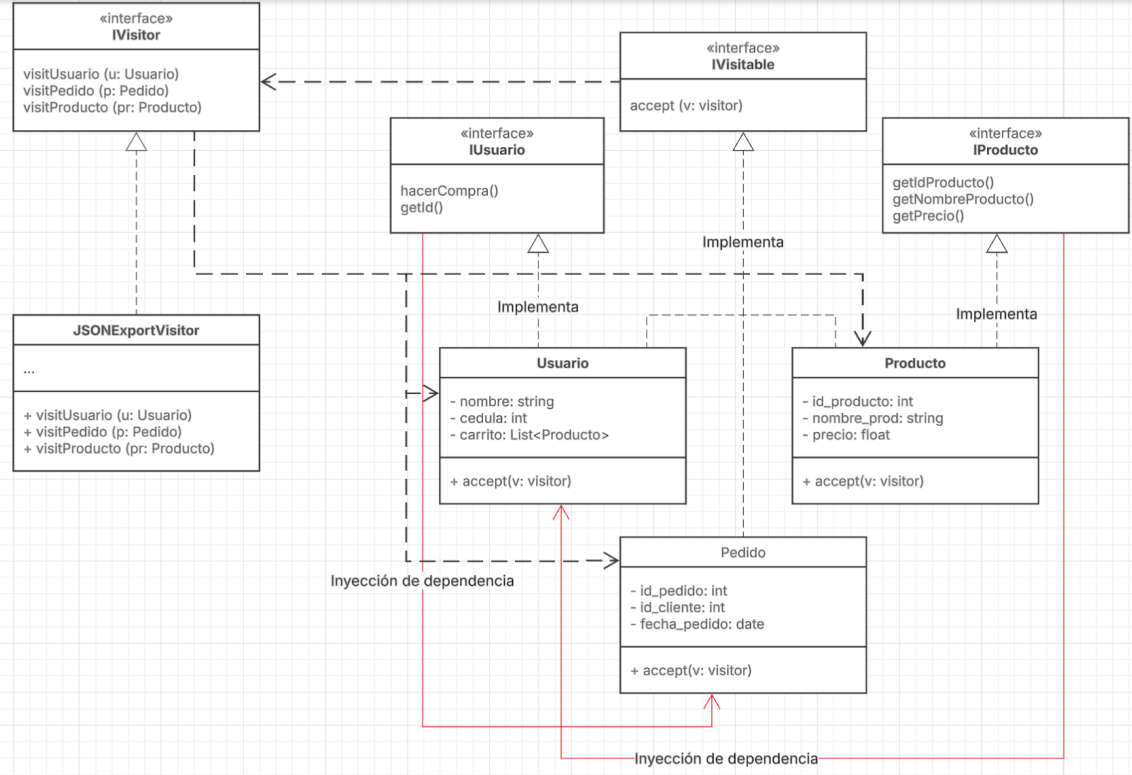 «interface»
IVisitor
visitUsuario (u: Usuario)
visitPedido (p: Pedido)
visitProducto (pr: Producto)
«interface»
IVisitable
accept (v: visitor)
«interface»
IUsuario
hacerCompra()
getId()
«interface»
IProducto
getIdProducto()
getNombreProducto()
getPrecio()
Implementa
Implementa
Implementa
JSONExportVisitor
...
+ visitUsuario (u: Usuario)
+ visitPedido (p: Pedido)
+ visitProducto (pr: Producto)
Usuario
- nombre: string
- cedula: int
- carrito: List<Producto>
+ accept(v: visitor)
Producto
- id_producto: int
- nombre_prod: string
- precio: float
+ accept(v: visitor)
Pedido
- id_pedido: int
- id_cliente: int
- fecha_pedido: date
+ accept(v: visitor)
Inyección de dependencia
Inyección de dependencia